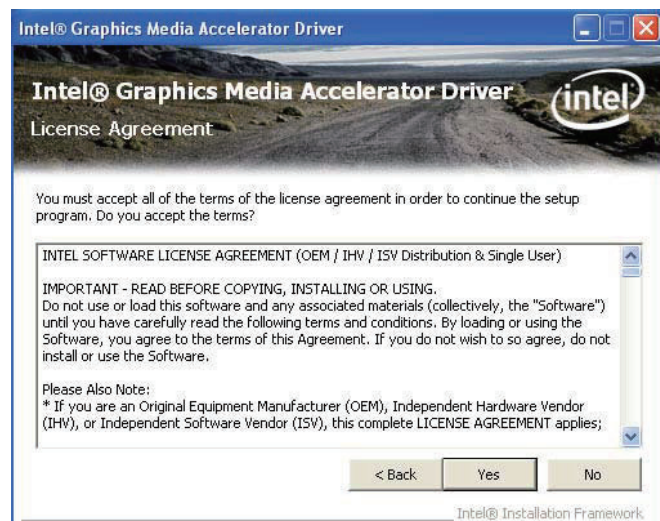 Intel® Graphics Media Accelerator Driver
Intel® Graphics Media Accelerator Driver
intel
License Agreement
You must accept all of the terms of the license agreement in order to continue the setup
program. Do you accept the terms?
INTEL SOFTWARE LICENSE AGREEMENT (OEM / IHV / ISV Distribution & Single User)
IMPORTANT - READ BEFORE COPYING, INSTALLING OR USING.
Do not use or load this software and any associated materials (collectively, the "Software")
until you have carefully read the following terms and conditions. By loading or using the
Software, you agree to the terms of this Agreement. If you do not wish to so agree, do not
install or use the Software.
Please Also Note:
* If you are an Original Equipment Manufacturer (OEM), Independent Hardware Vendor
(IHV), or Independent Software Vendor (ISV), this complete LICENSE AGREEMENT applies;
< Back Yes No
Intel® Installation Framework